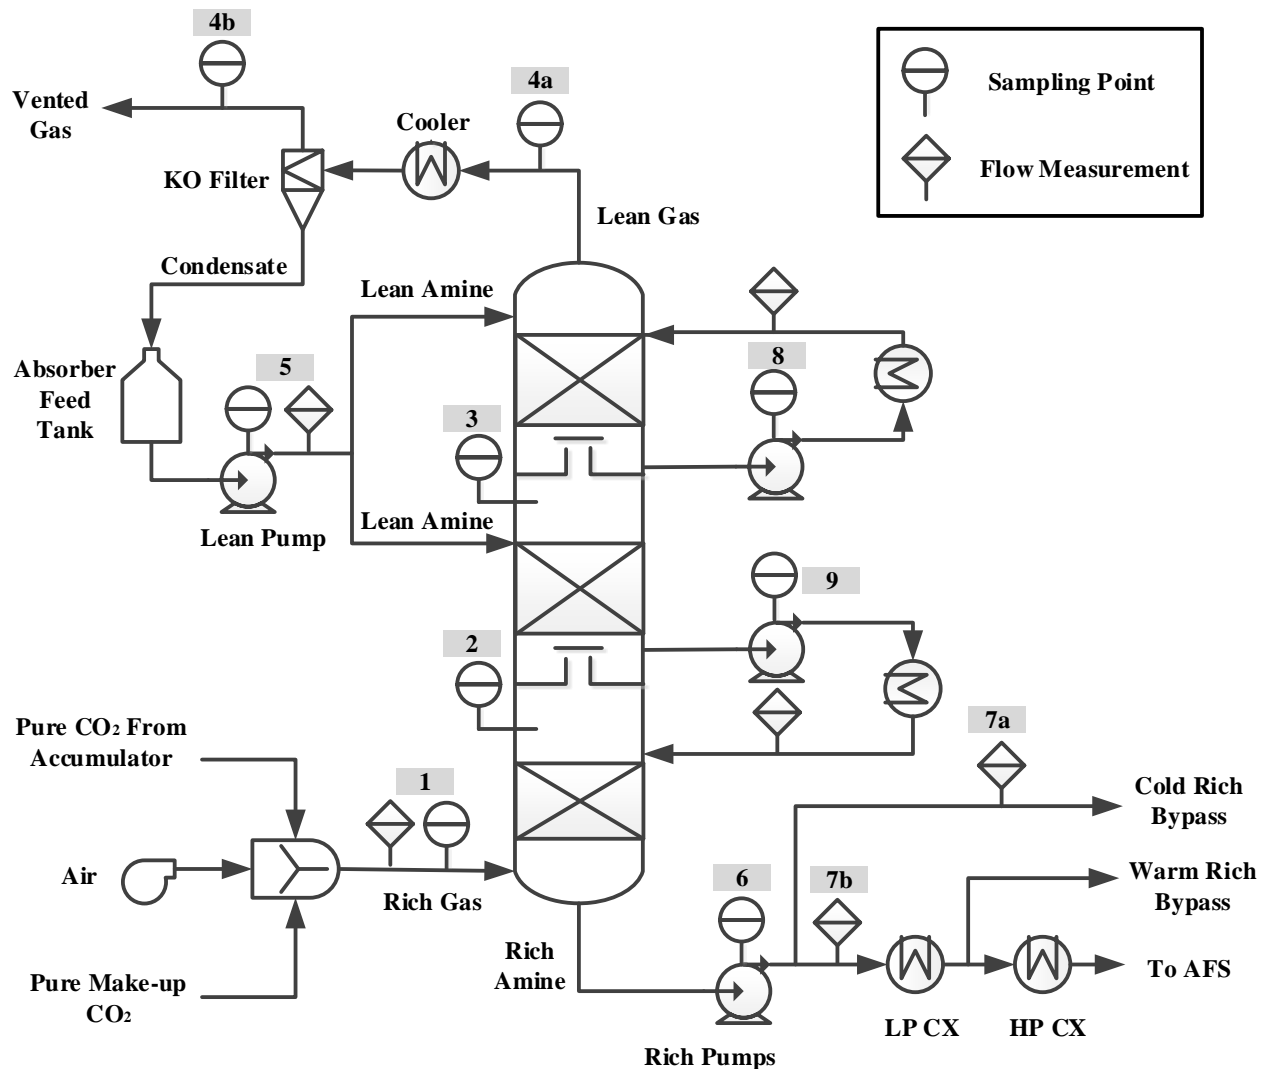 4b
4a
Sampling Point
Flow Measurement
Vented
Gas
Cooler
KO Filter
Lean Gas
Condensate
Lean Amine
Absorber
Feed
Tank
5
8
3
Lean Amine
Lean Pump
9
2
7a
Pure CO₂ From
Accumulator
1
Cold Rich
Bypass
Air
Rich Gas
6
7b
Warm Rich
Bypass
Rich
Amine
To AFS
Pure Make-up
CO₂
LP CX
HP CX
Rich Pumps